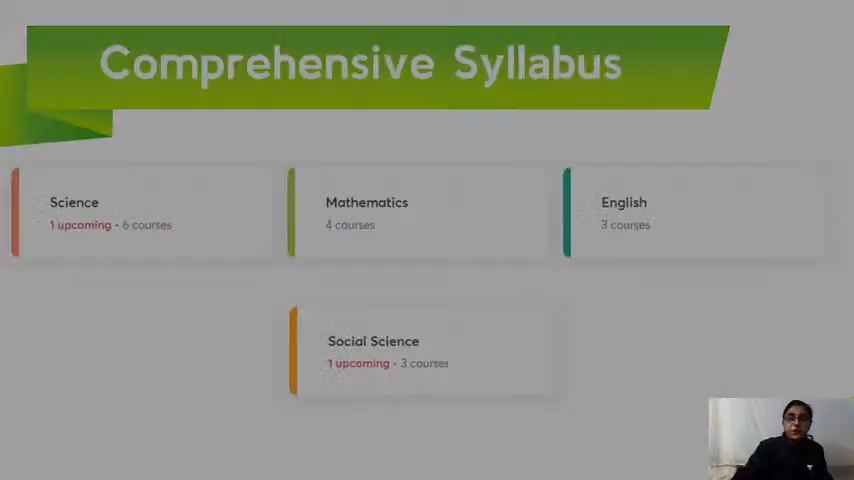 Comprehensive Syllabus
Science
1 upcoming • 6 courses
Mathematics
4 courses
English
3 courses
Social Science
1 upcoming • 3 courses